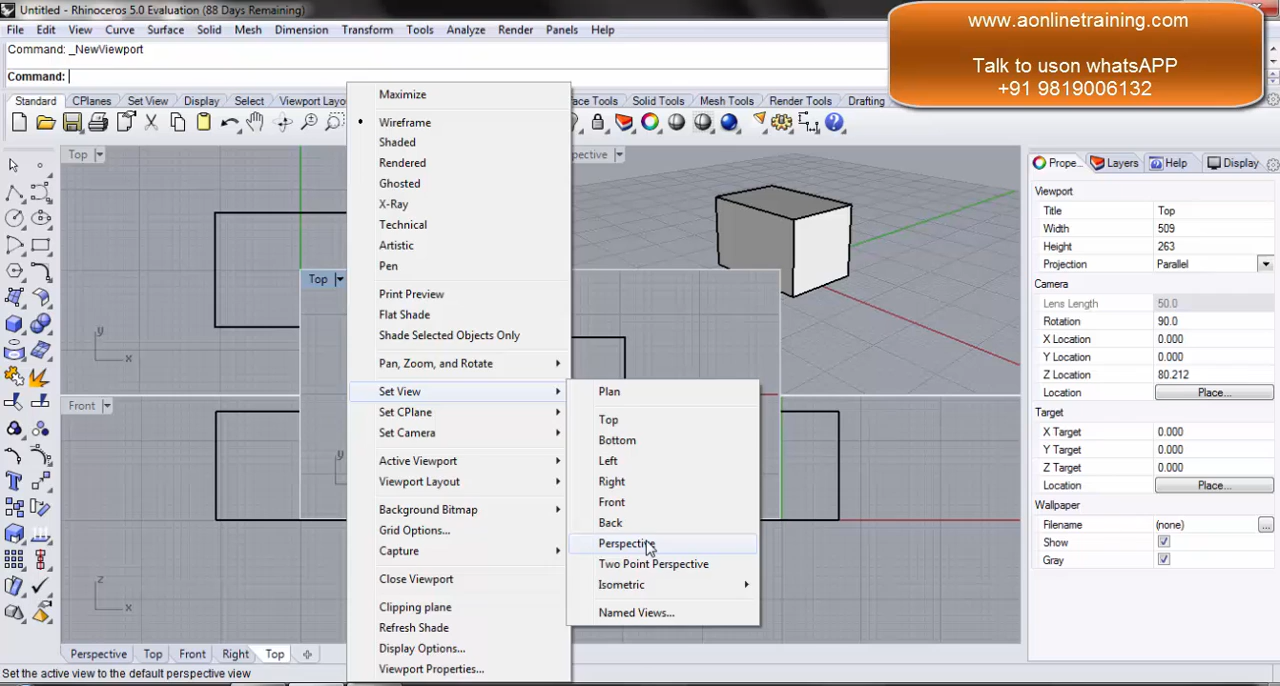 Untitled - Rhinoceros 5.0 Evaluation (88 Days Remaining)
www.aonlinetraining.com
Talk to uson whatsAPP
+91 9819006132
File Edit View Curve Surface Solid Mesh Dimension Transform Tools Analyze Render Panels Help
Command: _NewViewport
Command:
Standard CPlanes Set View Display Select Viewport Layo
ace Tools Solid Tools Mesh Tools Render Tools Drafting
Top
pective
Top
Front
y
x
y
z
x
Maximize
Wireframe
Shaded
Rendered
Ghosted
X-Ray
Technical
Artistic
Pen
Print Preview
Flat Shade
Shade Selected Objects Only
Pan, Zoom, and Rotate
Set View
Set CPlane
Set Camera
Active Viewport
Viewport Layout
Background Bitmap
Grid Options...
Capture
Close Viewport
Clipping plane
Refresh Shade
Display Options...
Viewport Properties...
Plan
Top
Bottom
Left
Right
Front
Back
Perspective
Two Point Perspective
Isometric
Named Views...
Prope... Layers Help Display
Viewport
Title Top
Width 509
Height 263
Projection Parallel
Camera
Lens Length 50.0
Rotation 90.0
X Location 0.000
Y Location 0.000
Z Location 80.212
Location Place...
Target
X Target 0.000
Y Target 0.000
Z Target 0.000
Location Place...
Wallpaper
Filename (none) ...
Show
Gray
Perspective Top Front Right Top
Set the active view to the default perspective view